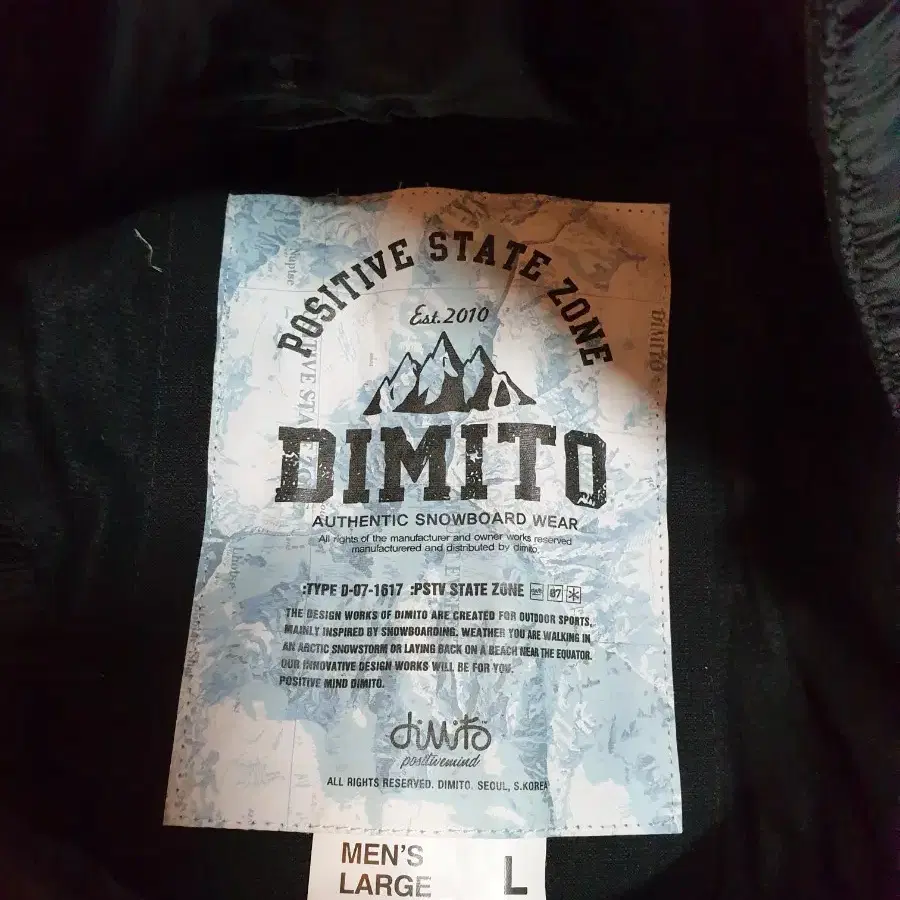 POSITIVE STATE ZONE
Est.2010
DIMITO
AUTHENTIC SNOWBOARD WEAR
All rights of the manufacturer and owner works reserved
manufacturered and distributed by dimito.
:TYPE D-07-1617 :PSTV STATE ZONE
07
THE DESIGN WORKS OF DIMITO ARE CREATED FOR OUTDOOR SPORTS,
MAINLY INSPIRED BY SNOWBOARDING. WEATHER YOU ARE WALKING IN
AN ARCTIC SNOWSTORM OR LAYING BACK ON A BEACH NEAR THE EQUATOR.
OUR INNOVATIVE DESIGN WORKS WILL BE FOR YOU.
POSITIVE MIND DIMITO.
dimito
positivemind
ALL RIGHTS RESERVED. DIMITO. SEOUL, S.KOREA
MEN'S
LARGE L
DIMITO
Nuptse